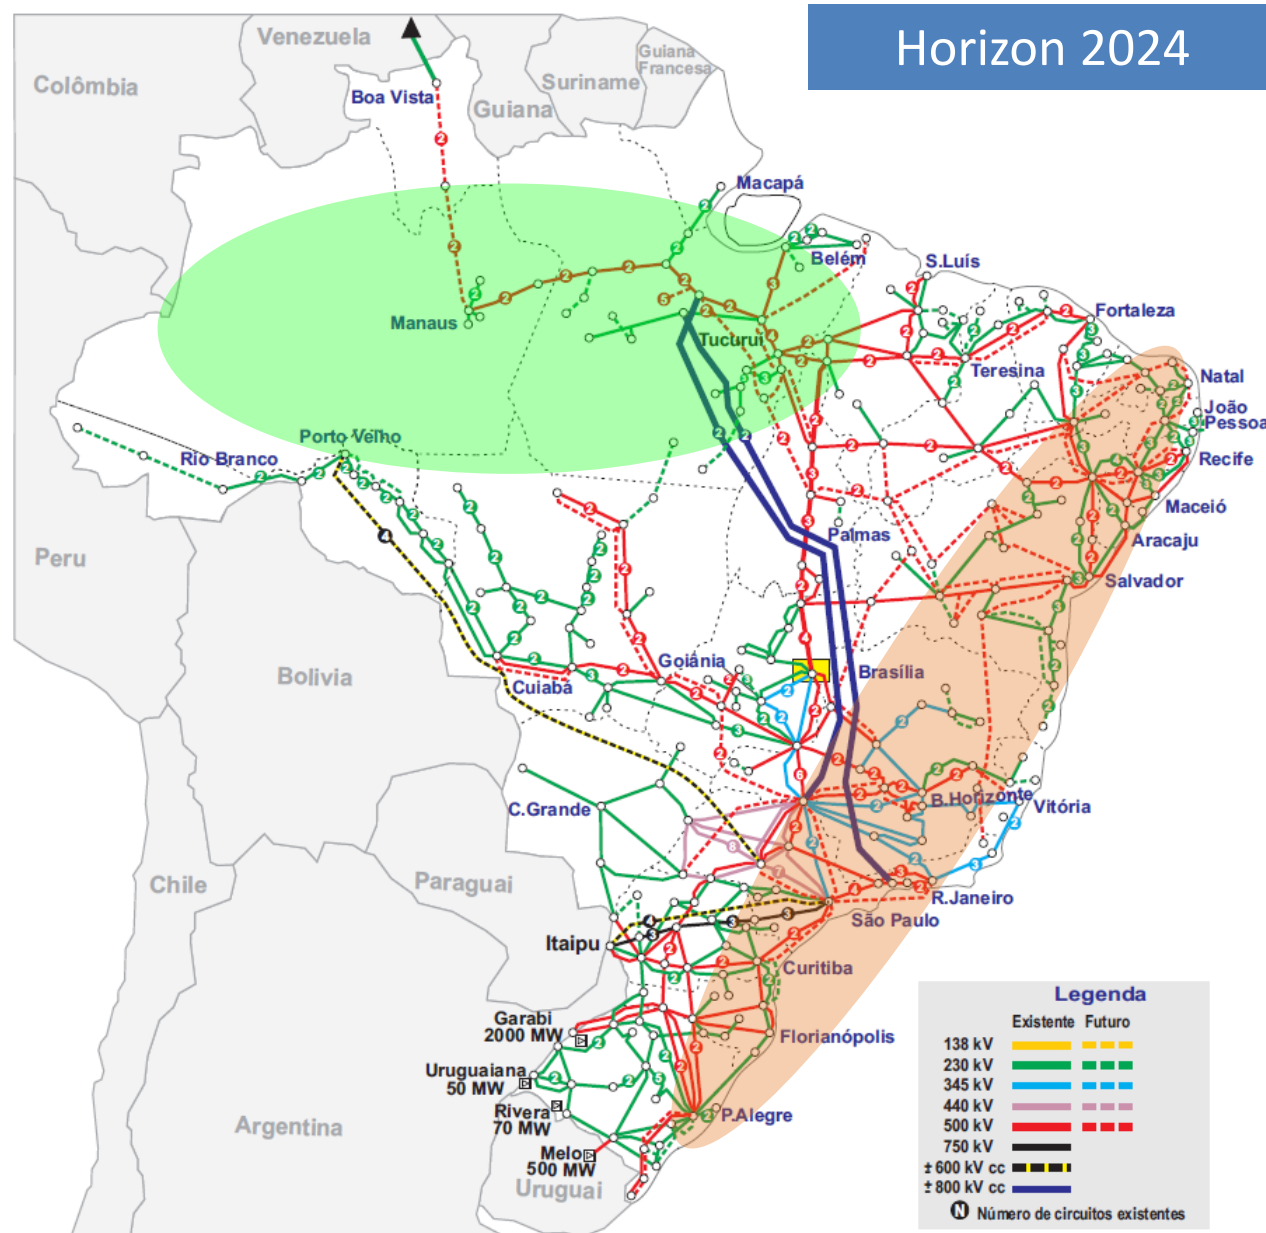 Horizon 2024
Venezuela
Guiana
Francesa
Suriname
Colômbia
Boa Vista
Guiana
Macapá
Belém
S.Luís
Manaus
Fortaleza
Tucuruí
Teresina
Natal
João
Pessoa
Porto Velho
Rio Branco
Recife
Maceió
Palmas
Aracaju
Peru
Salvador
Goiânia
Brasília
Bolivia
Cuiabá
B.Horizonte
Vitória
C.Grande
Chile
Paraguai
R.Janeiro
São Paulo
Itaipu
Curitiba
Legenda
Existente Futuro
Garabi
2000 MW
Florianópolis
138 kV
230 kV
345 kV
440 kV
500 kV
750 kV
±600 kV cc
±800 kV cc
N Número de circuitos existentes
Uruguaiana
50 MW
Rivera
70 MW
P.Alegre
Argentina
Melo
500 MW
Uruguai